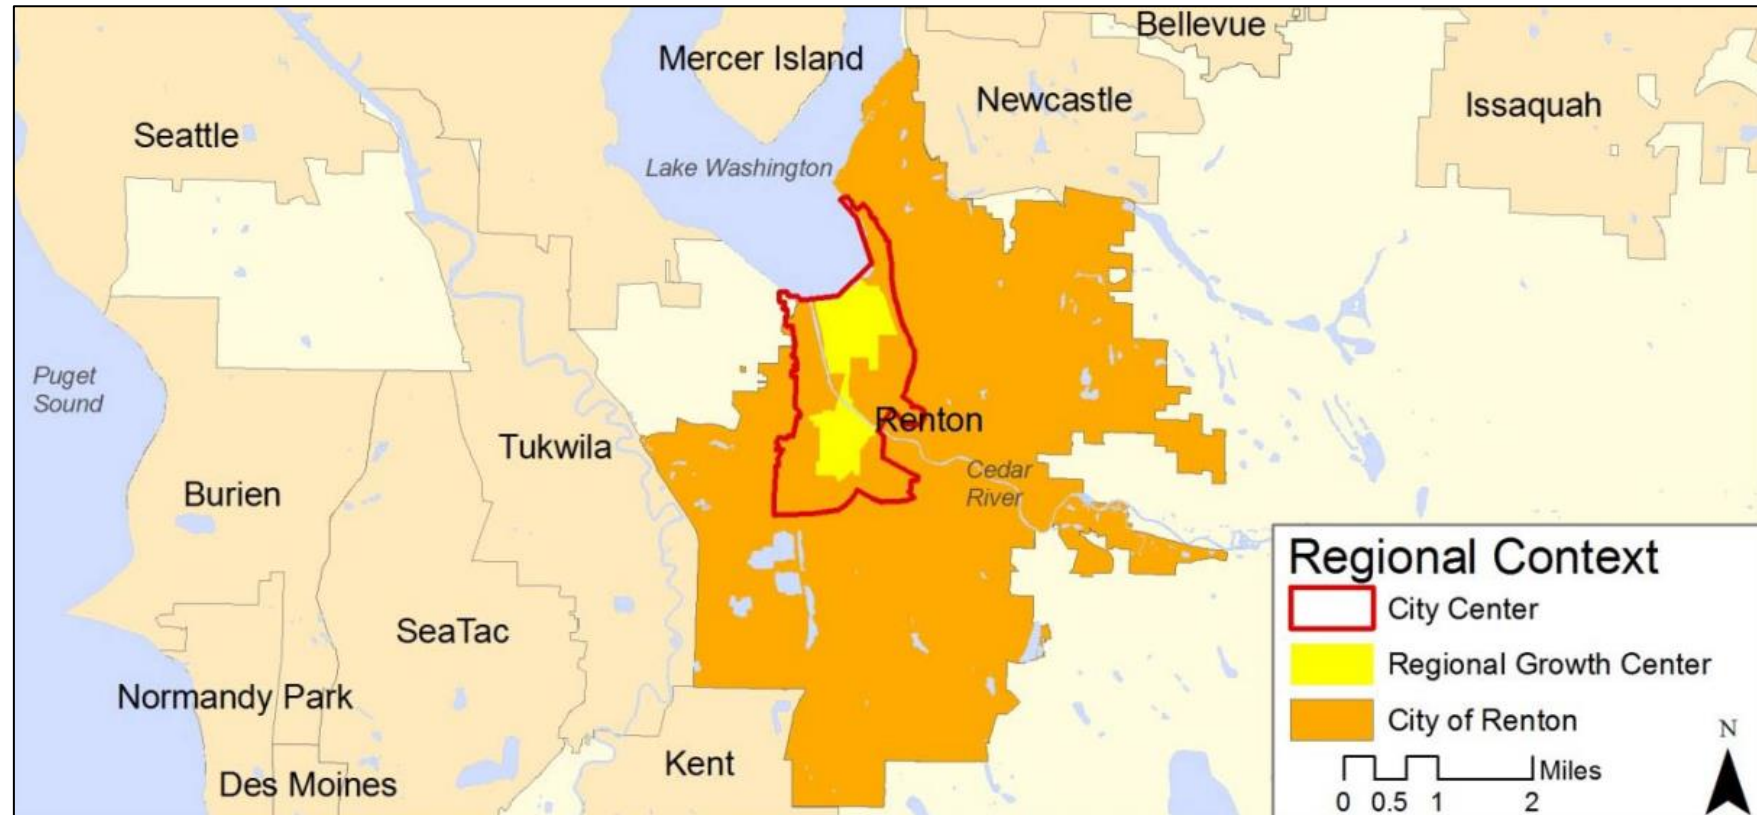 Bellevue
Mercer Island
Newcastle
Issaquah
Seattle
Lake Washington
Puget
Sound
Renton
Tukwila
Cedar
River
Burien
SeaTac
Normandy Park
Kent
Des Moines
Regional Context
City Center
Regional Growth Center
City of Renton
N
Miles
0 0.5 1 2